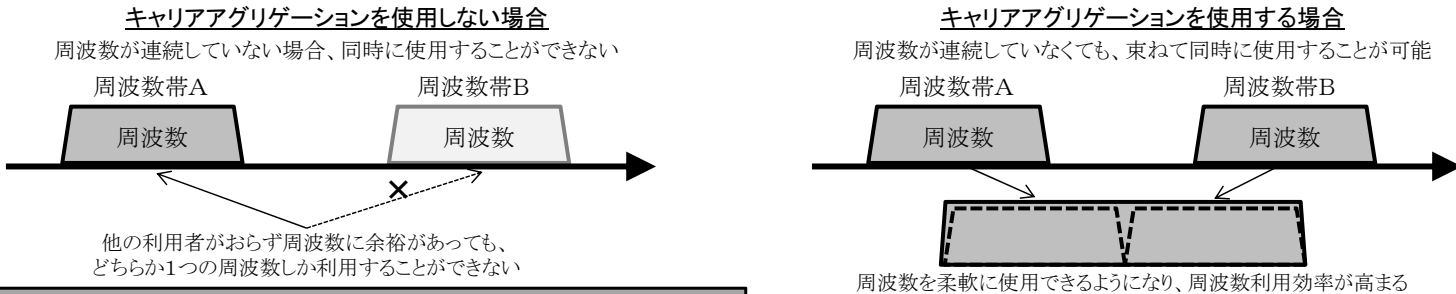 キャリアアグリゲーションを使用しない場合
周波数が連続していない場合、同時に使用することができない
周波数帯A
周波数帯B
周波数
周波数
×
他の利用者がおらず周波数に余裕があっても、
どちらか1つの周波数しか利用することができない
キャリアアグリゲーションを使用する場合
周波数が連続していなくても、束ねて同時に使用することが可能
周波数帯A
周波数帯B
周波数
周波数
周波数を柔軟に使用できるようになり、周波数利用効率が高まる